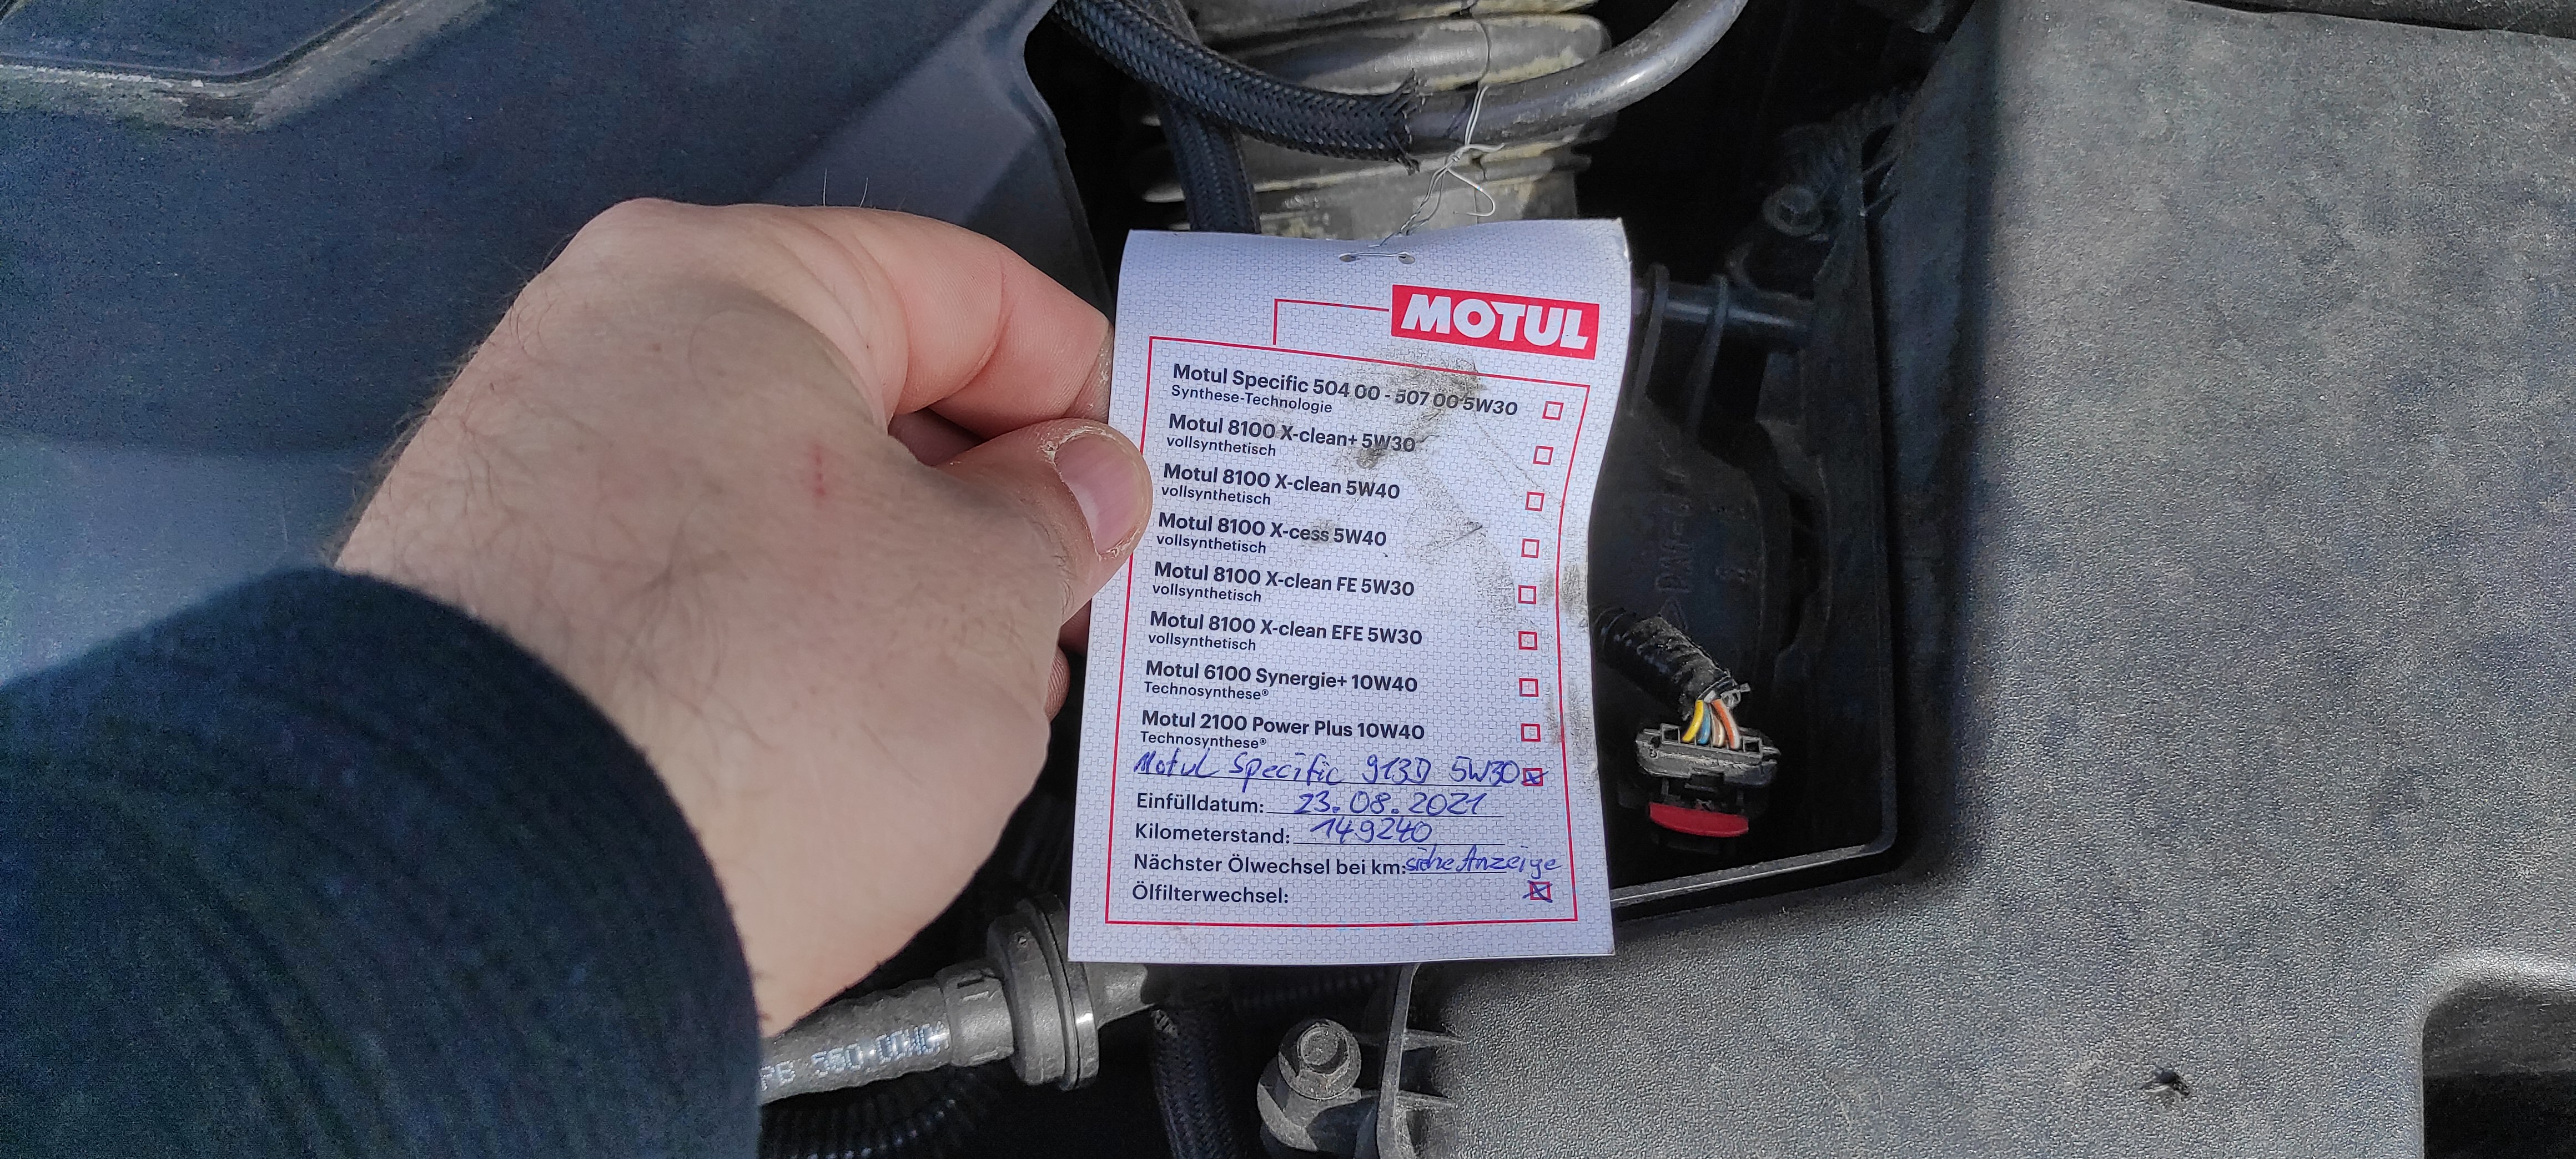 MOTUL
Motul Specific 504 00 - 507 00 5W30
Synthese-Technologie
Motul 8100 X-clean+ 5W30
vollsynthetisch
Motul 8100 X-clean 5W40
vollsynthetisch
Motul 8100 X-cess 5W40
vollsynthetisch
Motul 8100 X-clean FE 5W30
vollsynthetisch
Motul 8100 X-clean EFE 5W30
vollsynthetisch
Motul 6100 Synergie+ 10W40
Technosynthese®
Motul 2100 Power Plus 10W40
Technosynthese®
Motul Specific 913D 5W30
Einfülldatum: 23.08.2021
Kilometerstand: 149240
Nächster Ölwechsel bei km: siehe Anzeige
Ölfilterwechsel: